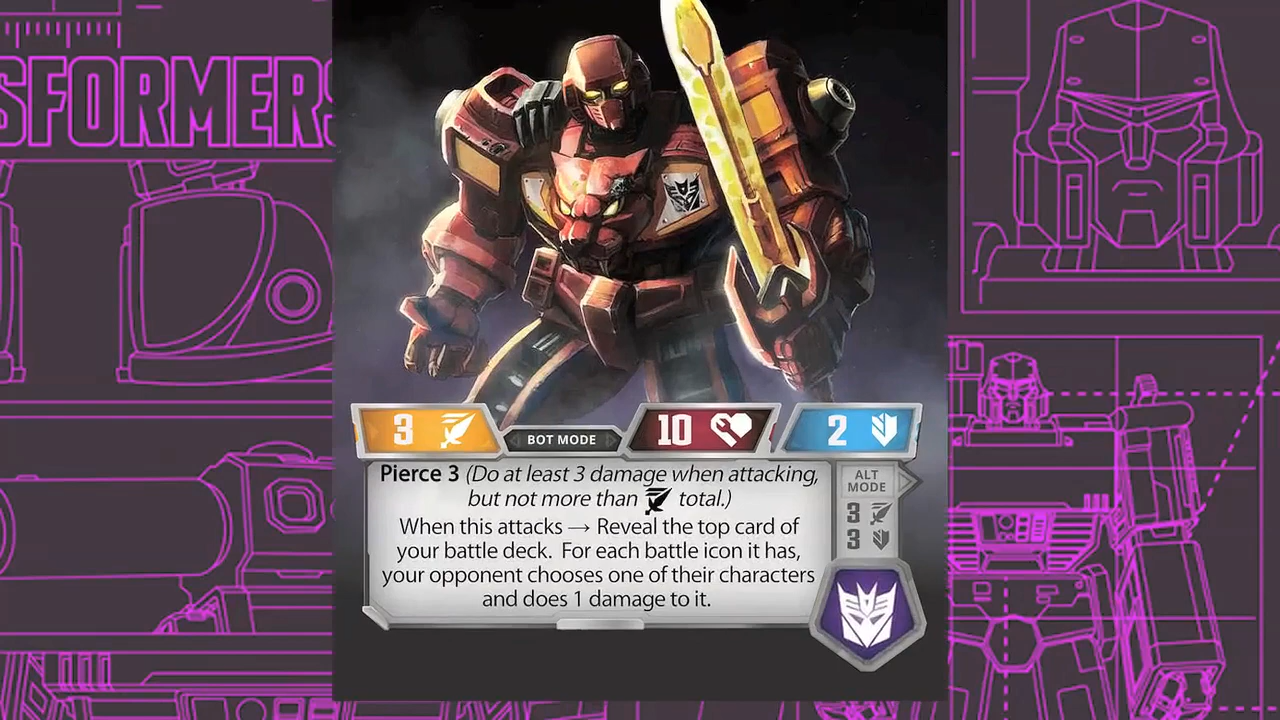 SFORMERS
3
BOT MODE
10
2
Pierce 3 (Do at least 3 damage when attacking,
but not more than total.)
When this attacks → Reveal the top card of
your battle deck. For each battle icon it has,
your opponent chooses one of their characters
and does 1 damage to it.
ALT
MODE
3
3